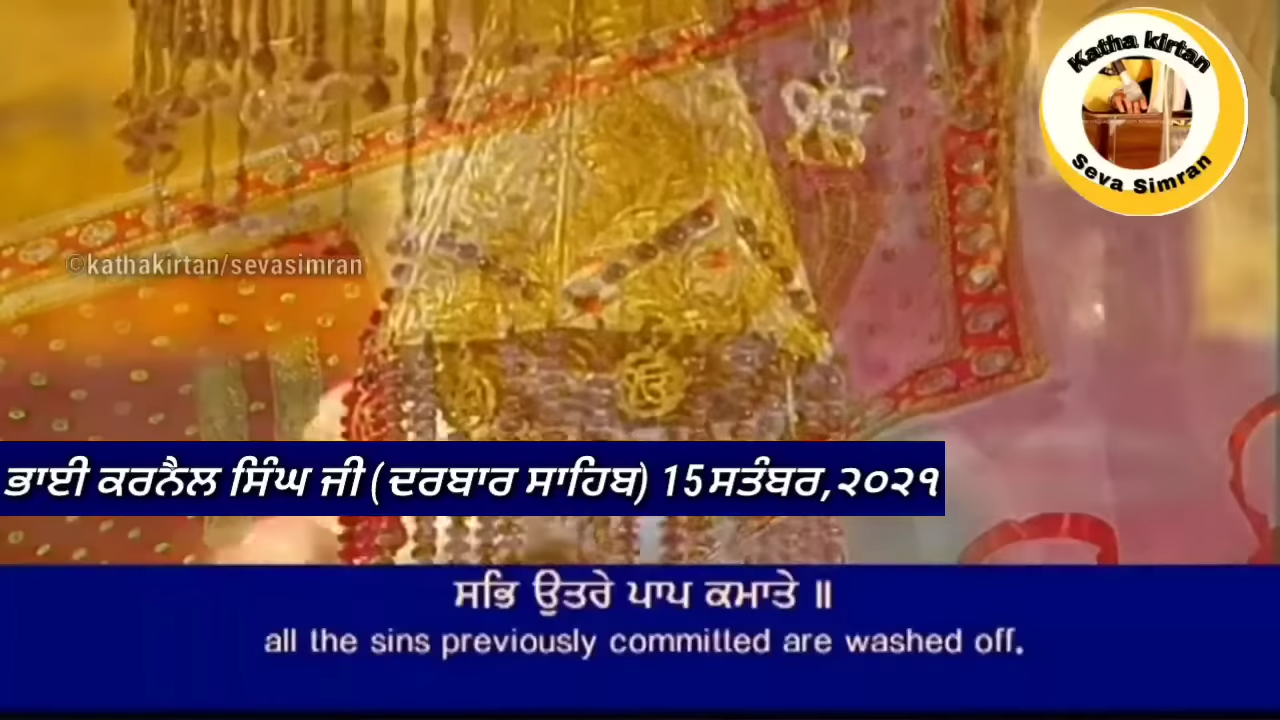 Katha kirtan
Seva Simran
©kathakirtan/sevasimran
ਭਾਈ ਕਰਨੈਲ ਸਿੰਘ ਜੀ (ਦਰਬਾਰ ਸਾਹਿਬ) 15 ਸਤੰਬਰ,੨੦੨੧
ਸਭਿ ਉਤਰੇ ਪਾਪ ਕਮਾਤੇ ॥
all the sins previously committed are washed off.